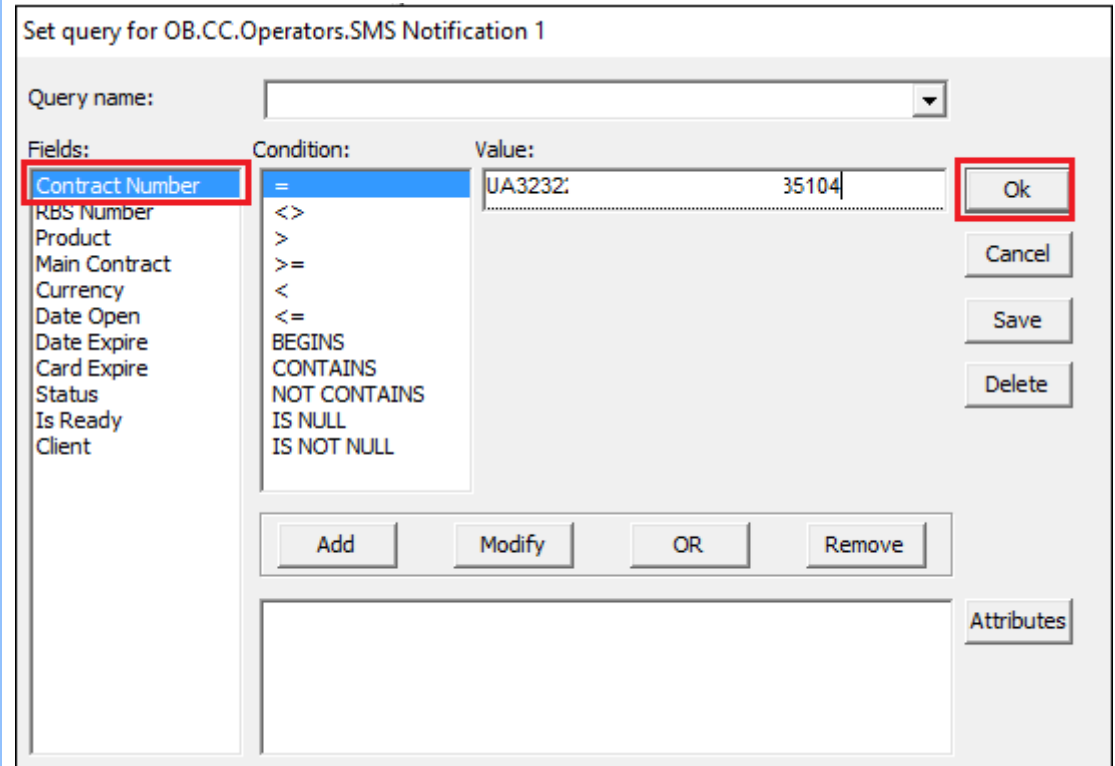 Set query for OB.CC.Operators.SMS Notification 1
Query name:
Fields:
Condition:
Value:
Contract Number
RBS Number
Product
Main Contract
Currency
Date Open
Date Expire
Card Expire
Status
Is Ready
Client
=
<>
>
>=
<
<=
BEGINS
CONTAINS
NOT CONTAINS
IS NULL
IS NOT NULL
UA3232 35104
Ok
Cancel
Save
Delete
Add
Modify
OR
Remove
Attributes